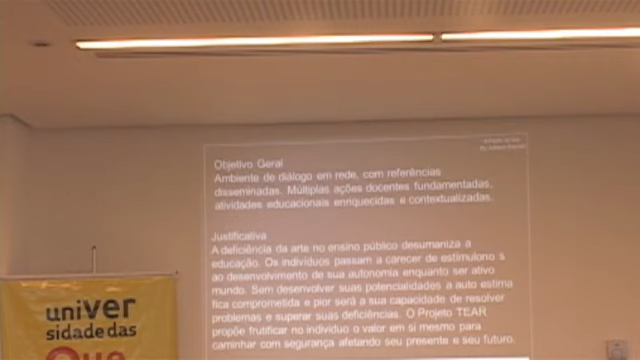 Objetivo Geral
Ambiente de diálogo em rede, com referências
disseminadas. Múltiplas ações docentes fundamentadas,
atividades educacionais enriquecidas e contextualizadas.
Justificativa
A deficiência da arte no ensino público desumaniza a
educação. Os indivíduos passam a carecer de estimulono s
ao desenvolvimento de sua autonomia enquanto ser ativo
mundo. Sem desenvolver suas potencialidades a auto estima
fica comprometida e pior será a sua capacidade de resolver
problemas e superar suas deficiências. O Projeto TEAR
propõe frutificar no individuo o valor em si mesmo para
caminhar com segurança afetando seu presente e seu futuro.
uniVER
sidadedas
Que